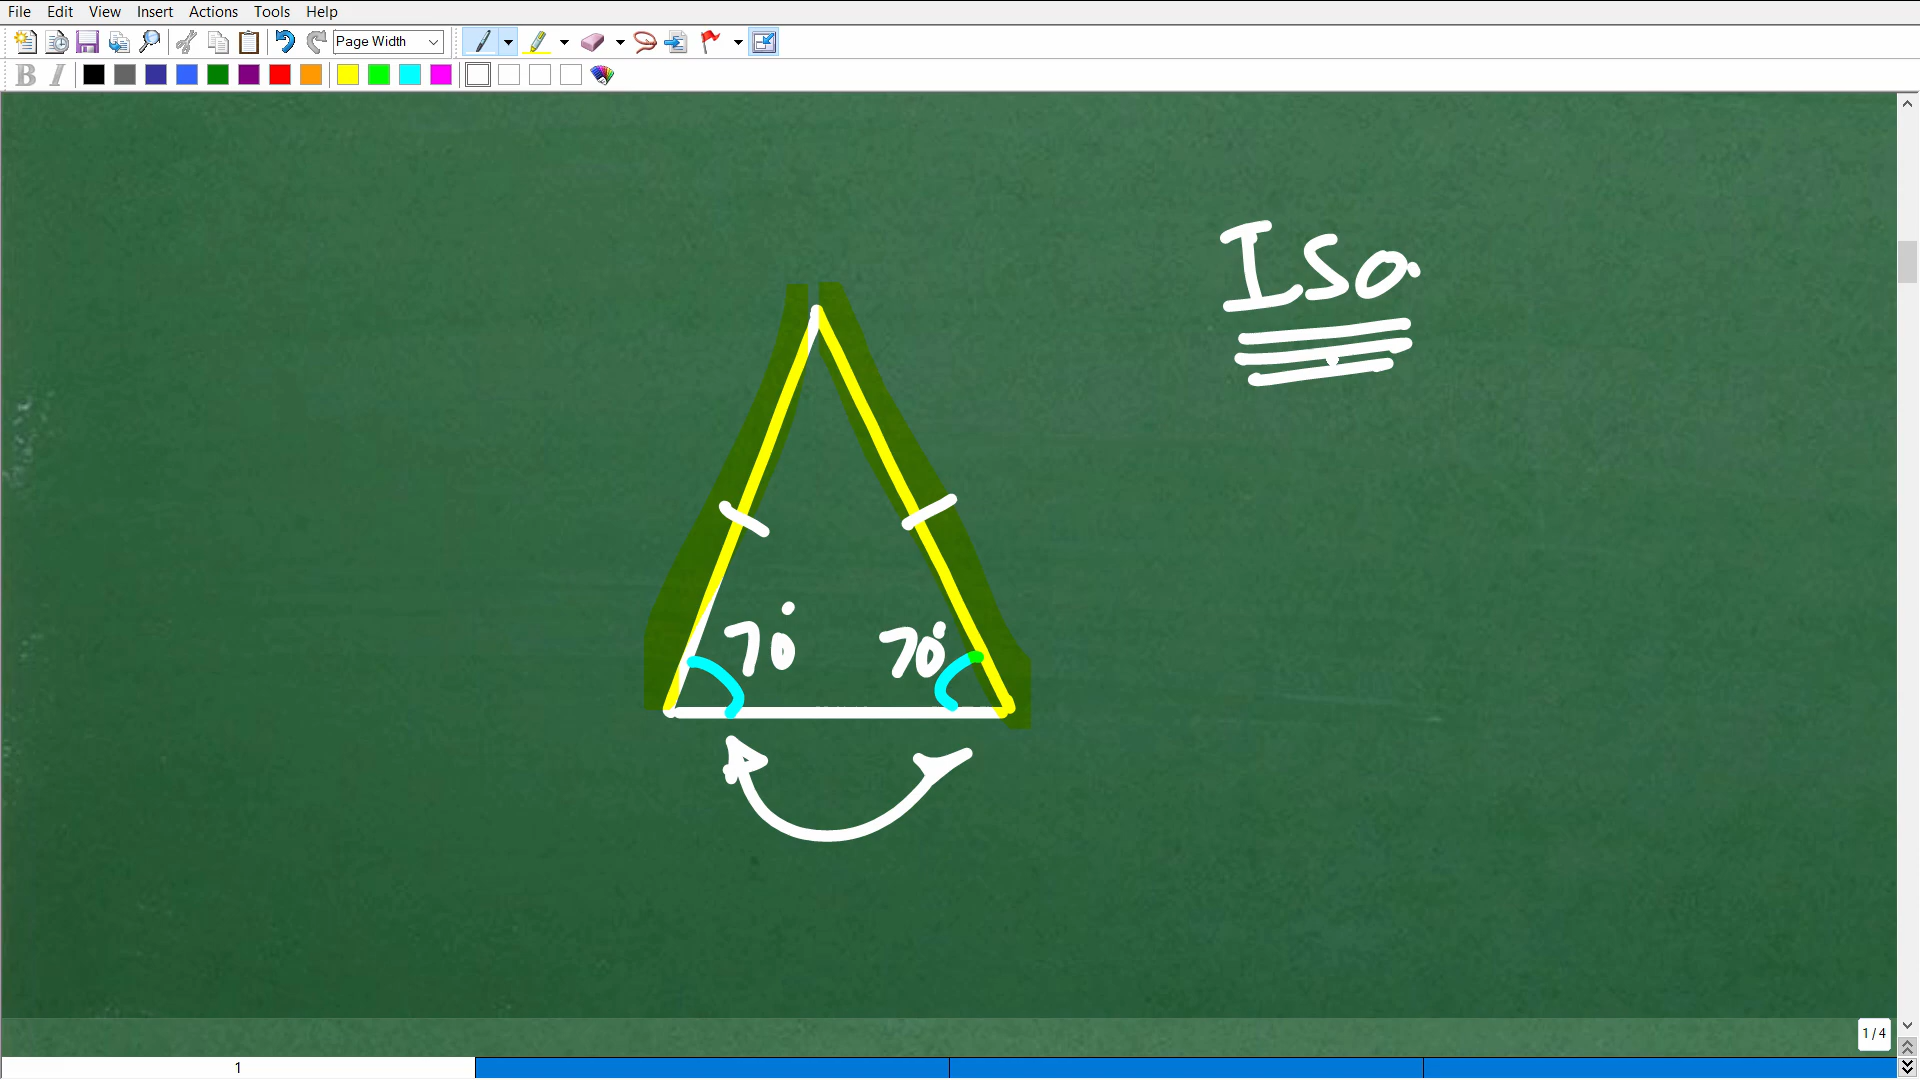 File Edit View Insert Actions Tools Help
Page Width
B I
Iso.
70° 70°
1 / 4
1